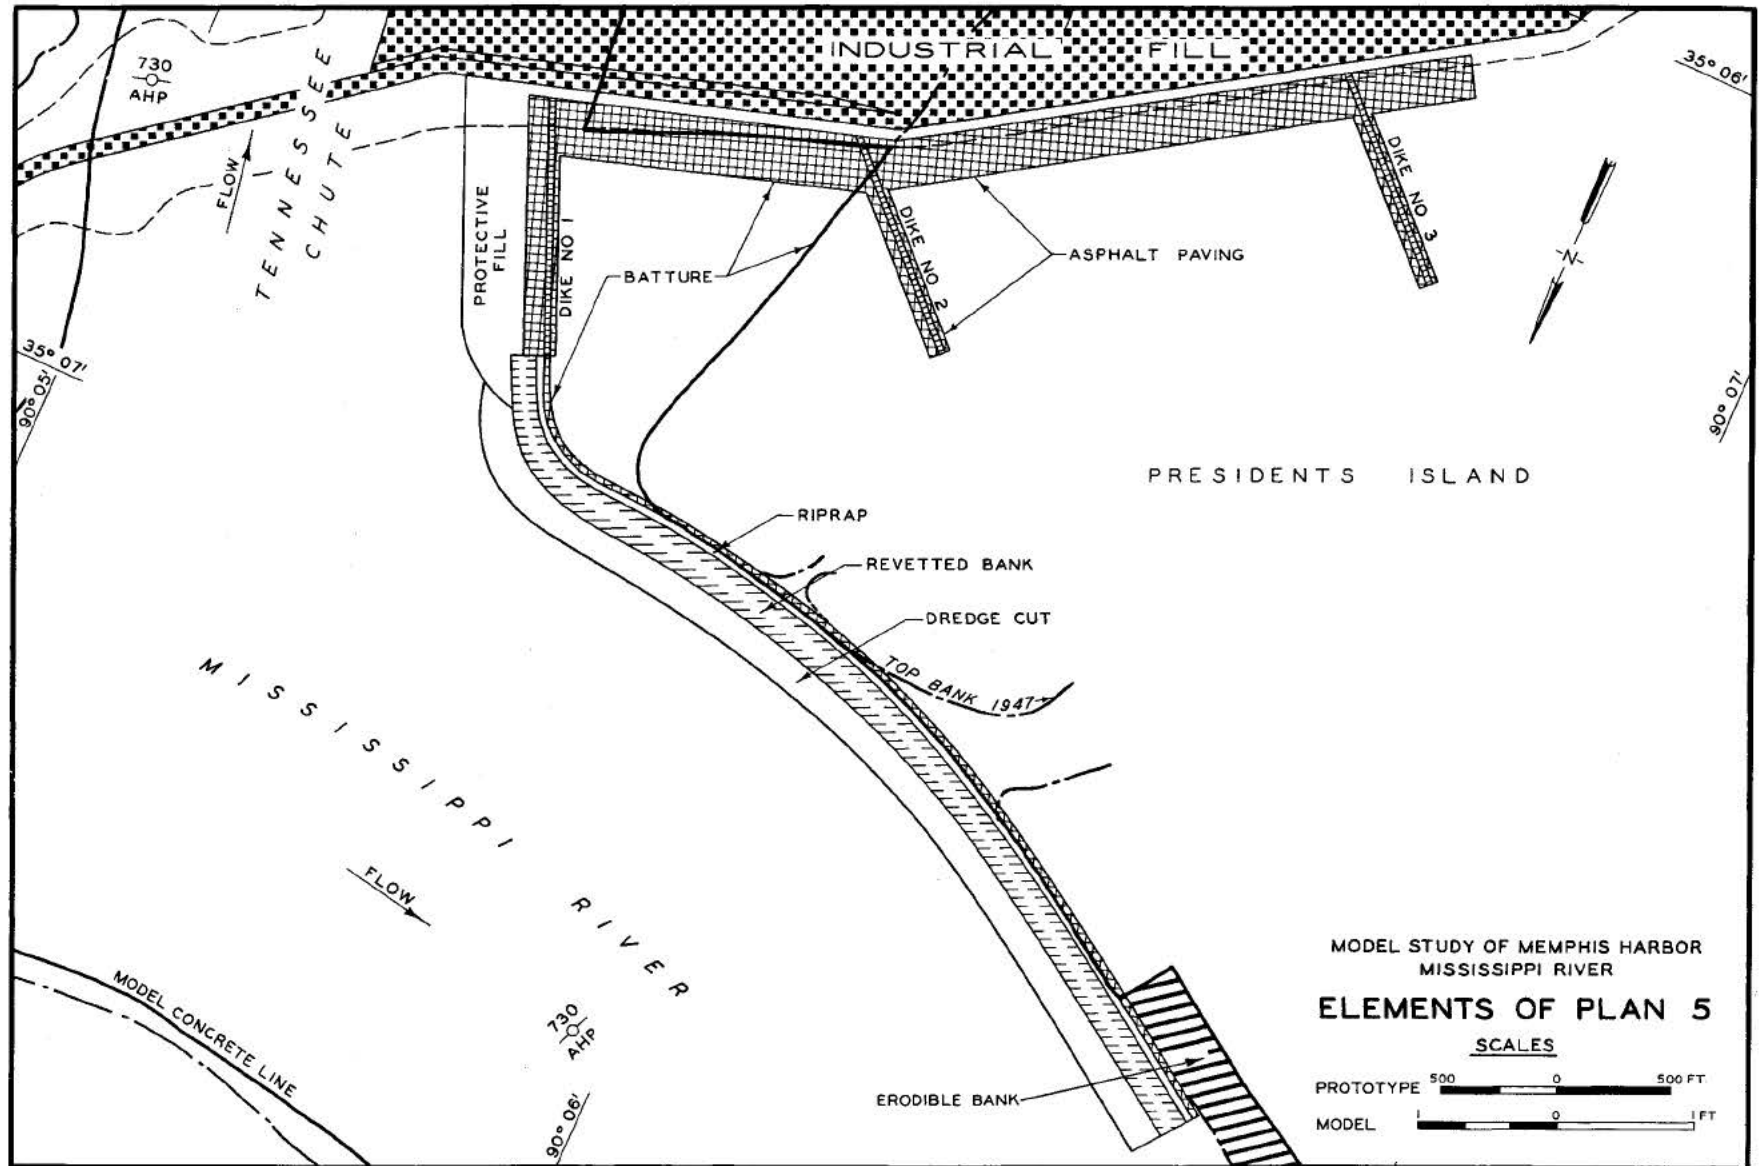 INDUSTRIAL FILL
730
AHP
TENNESSEE
CHUTE
FLOW
35° 06'
PROTECTIVE
FILL
DIKE NO 1
BATTURE
DIKE NO 2
ASPHALT PAVING
DIKE NO 3
-N-
35° 07'
90° 05'
90° 07'
PRESIDENTS ISLAND
RIPRAP
REVETTED BANK
DREDGE CUT
TOP BANK 1947
MISSISSIPPI RIVER
FLOW
MODEL CONCRETE LINE
730
AHP
90° 06'
ERODIBLE BANK
MODEL STUDY OF MEMPHIS HARBOR
MISSISSIPPI RIVER
ELEMENTS OF PLAN 5
SCALES
PROTOTYPE 500 0 500 FT
MODEL 1 0 1 FT